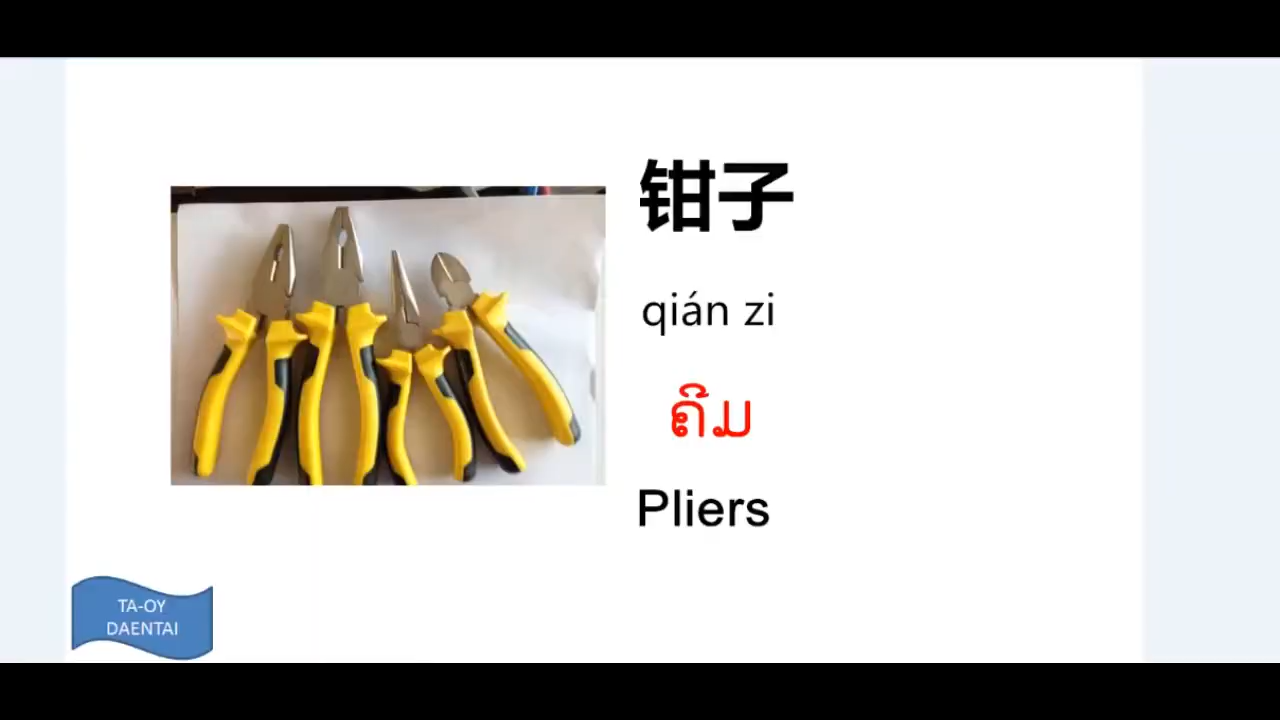 钳子
qián zi
ຄີມ
Pliers
TA-OY
DAENTAI